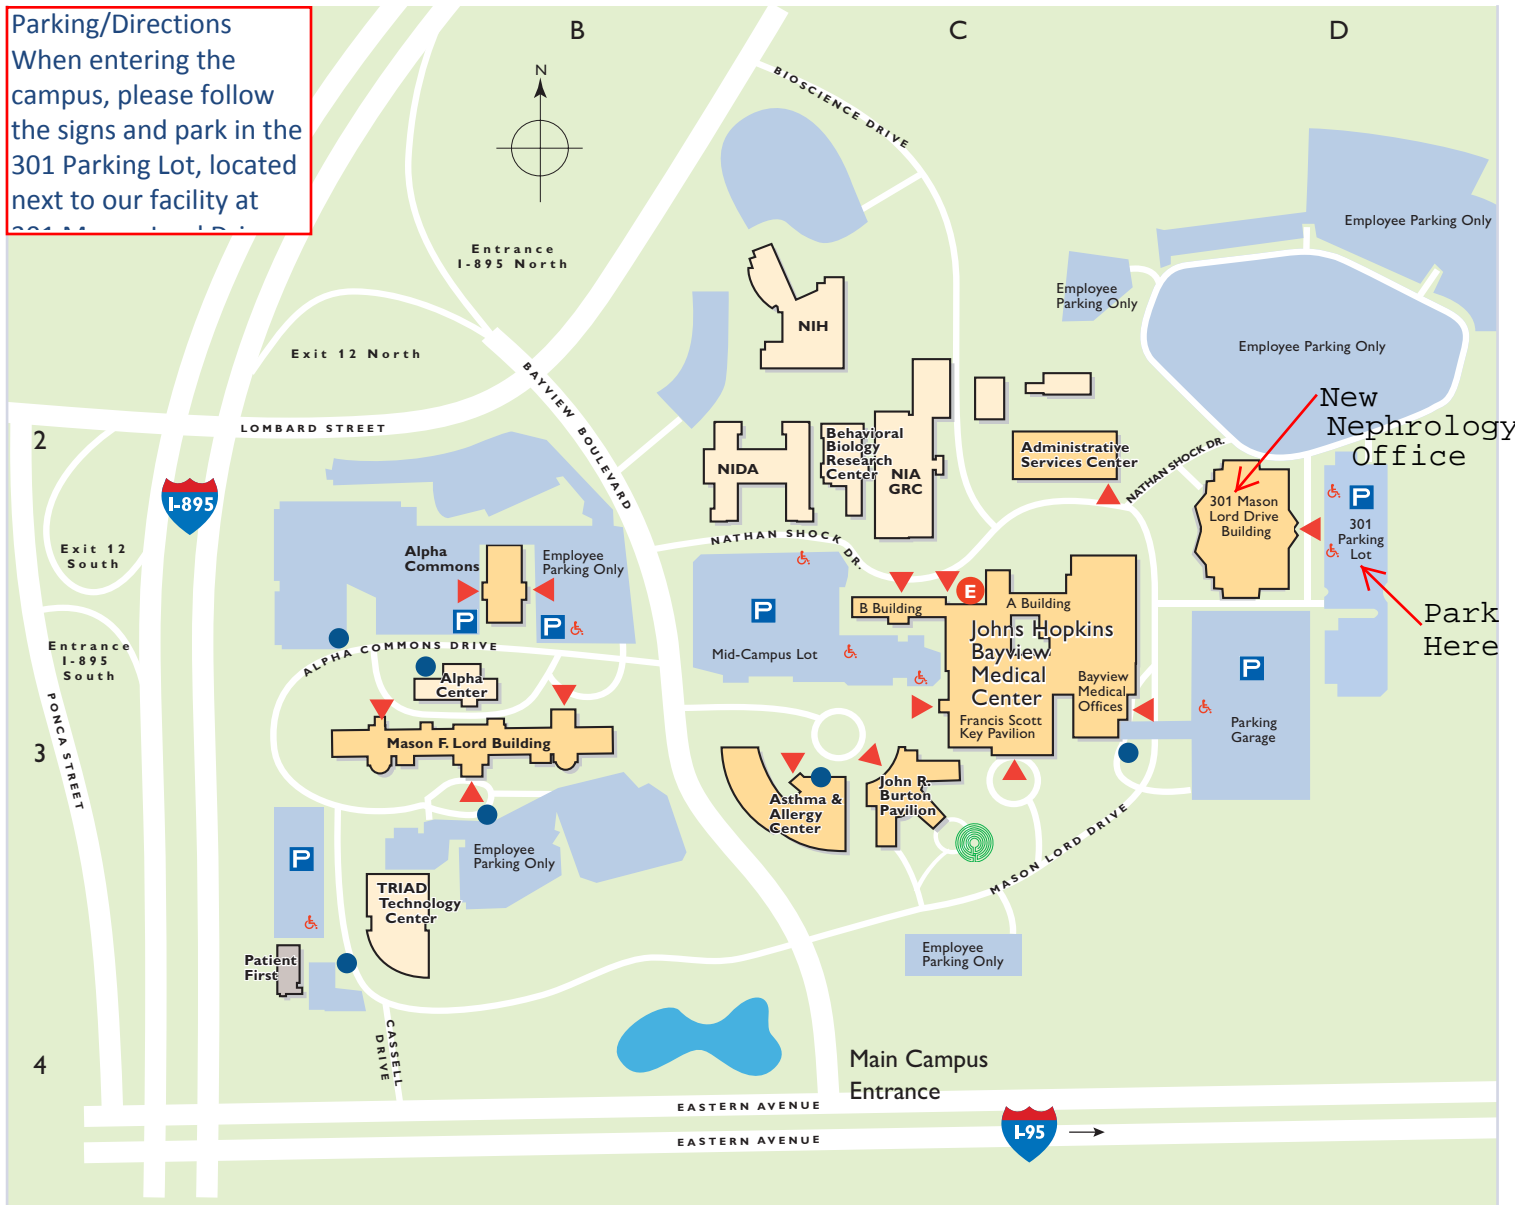 Parking/Directions
When entering the
campus, please follow
the signs and park in the
301 Parking Lot, located
next to our facility at
B
C
D
N
BIOSCIENCE DRIVE
Entrance
I-895 North
Employee Parking Only
Employee
Parking Only
NIH
Exit 12 North
Employee Parking Only
BAYVIEW BOULEVARD
New
Nephrology
Office
2
LOMBARD STREET
Behavioral
Biology
Research
Center
NIDA
NIA
GRC
Administrative
Services Center
NATHAN SHOCK DR.
I-895
301 Mason
Lord Drive
Building
P
301
Parking
Lot
NATHAN SHOCK DR.
Exit 12
South
Alpha
Commons
Employee
Parking Only
P
P
P
E
B Building
A Building
Park
Here
Johns Hopkins
Bayview
Medical
Center
Entrance
I-895
South
ALPHA COMMONS DRIVE
Mid-Campus Lot
P
Alpha
Center
Bayview
Medical
Offices
Francis Scott
Key Pavilion
Parking
Garage
PONCA STREET
3
Mason F. Lord Building
John R.
Burton
Pavilion
Asthma &
Allergy
Center
MASON LORD DRIVE
P
Employee
Parking Only
TRIAD
Technology
Center
Patient
First
Employee
Parking Only
CASSELL
DRIVE
4
Main Campus
Entrance
EASTERN AVENUE
EASTERN AVENUE
I-95